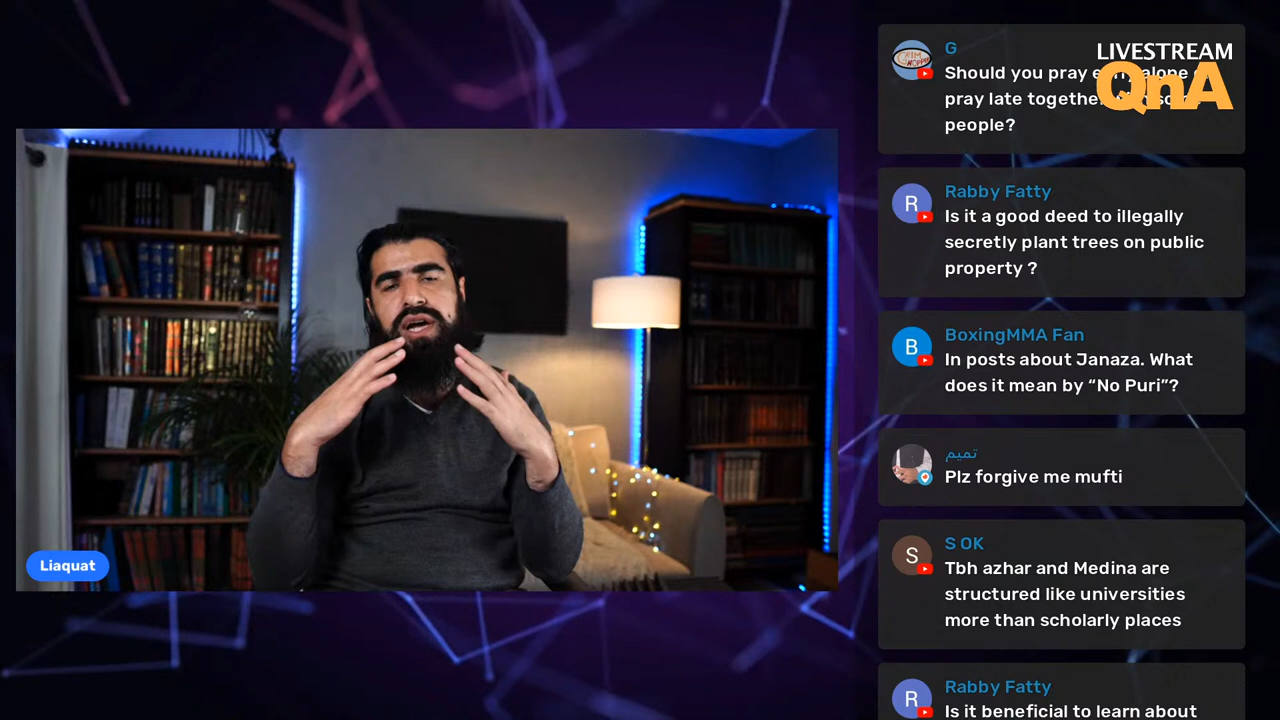 LIVESTREAM
QnA
G
Should you pray early alone
pray late together
people?
R
Rabby Fatty
Is it a good deed to illegally
secretly plant trees on public
property ?
B
BoxingMMA Fan
In posts about Janaza. What
does it mean by “No Puri”?
تميم
Plz forgive me mufti
S
S OK
Tbh azhar and Medina are
structured like universities
more than scholarly places
R
Rabby Fatty
Is it beneficial to learn about
Liaquat